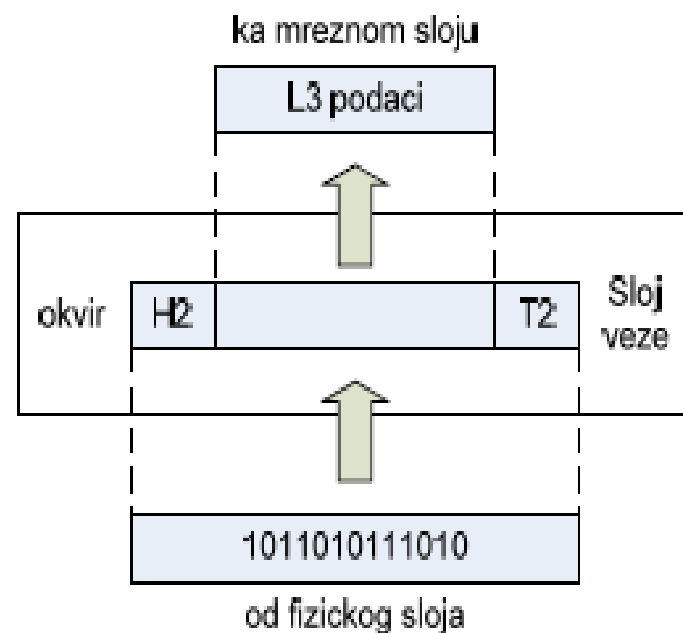 ka mreznom sloju
L3 podaci
okvir
H2
T2
Sloj
veze
1011010111010
od fizickog sloja